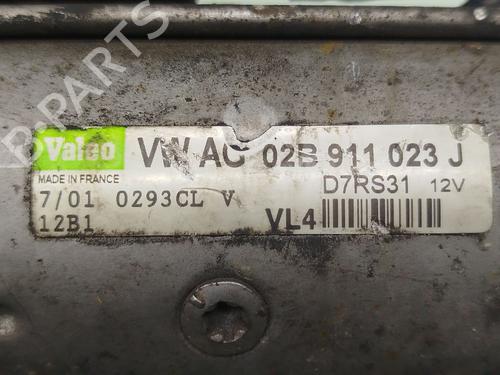 B-PARTS
Valeo
VW AG 02B 911 023 J
MADE IN FRANCE
D7RS31 12V
7/01 0293CL V
12B1
VL4